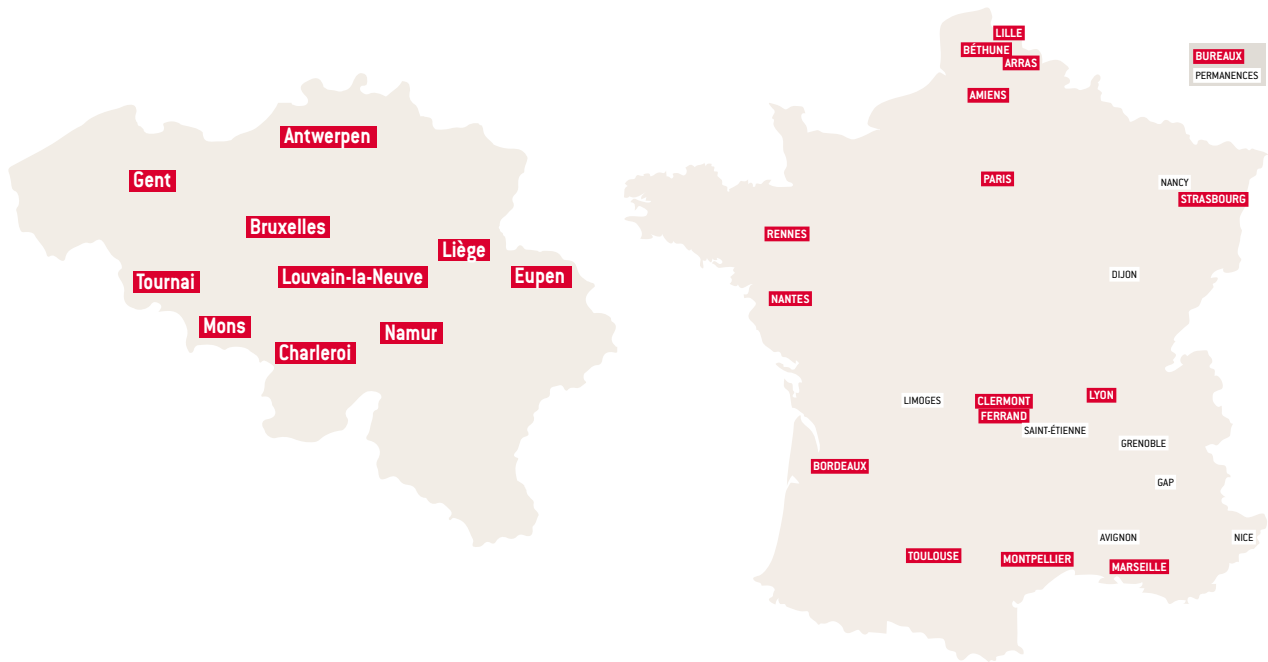 Antwerpen
Gent
Bruxelles
Liège
Louvain-la-Neuve
Eupen
Tournai
Mons
Namur
Charleroi
LILLE
BÉTHUNE
ARRAS
AMIENS
PARIS
NANCY
STRASBOURG
RENNES
DIJON
NANTES
LIMOGES
CLERMONT
FERRAND
LYON
SAINT-ÉTIENNE
GRENOBLE
BORDEAUX
GAP
AVIGNON
NICE
TOULOUSE
MONTPELLIER
MARSEILLE
BUREAUX
PERMANENCES